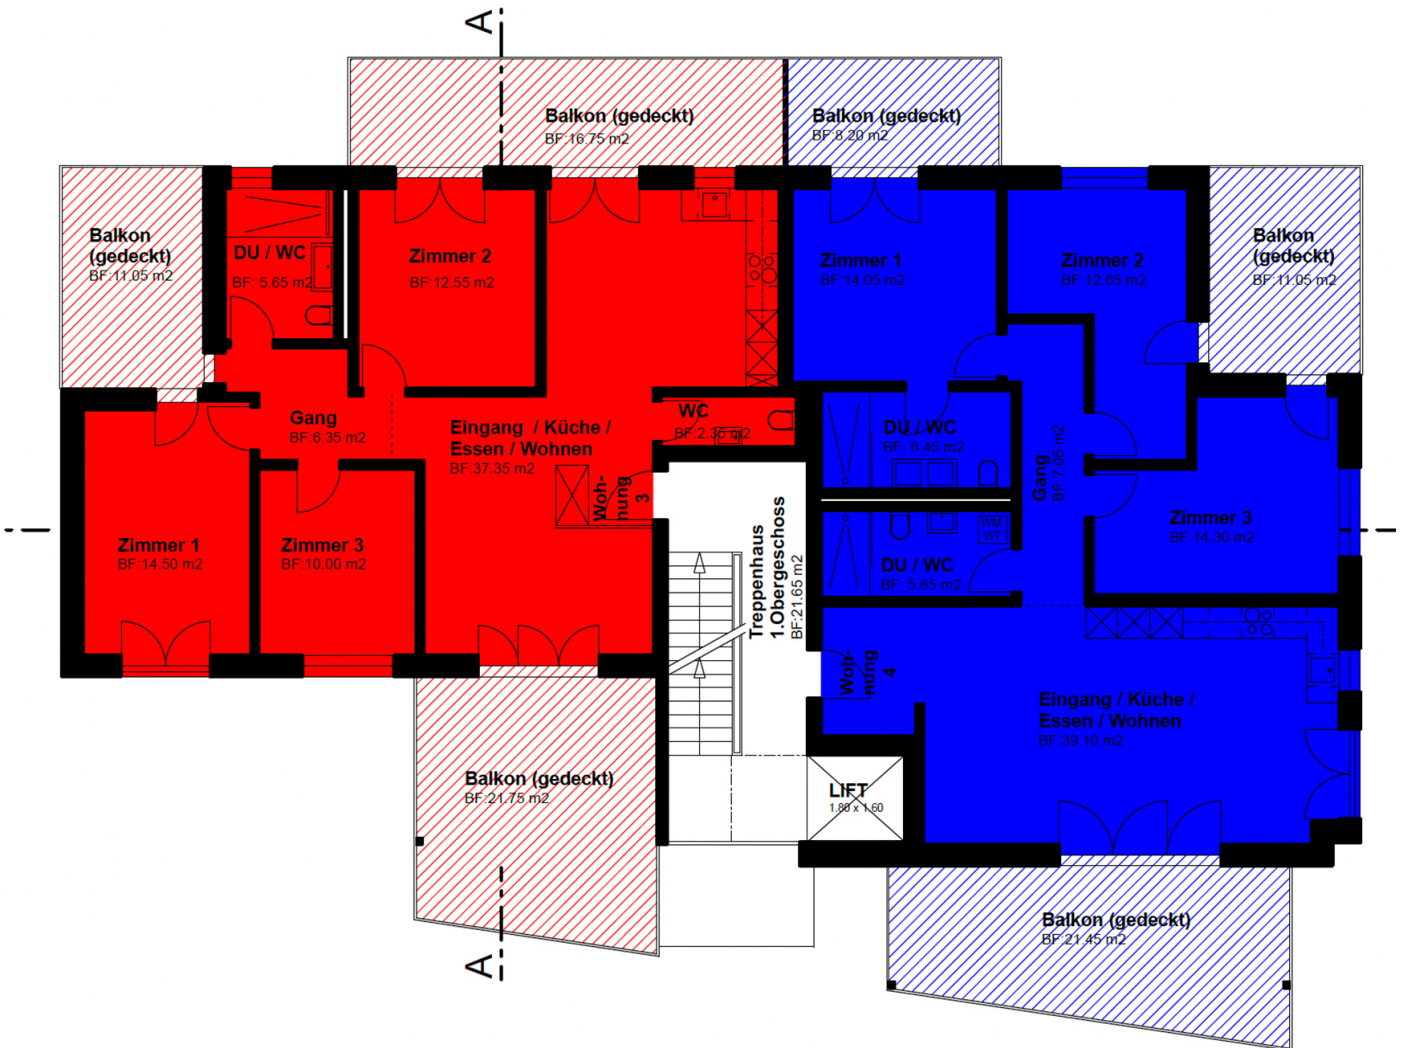 A
Balkon (gedeckt)
BF:16.75 m2
Balkon (gedeckt)
BF:8.20 m2
Balkon
(gedeckt)
BF:11.05 m2
DU / WC
BF: 5.65 m2
Zimmer 2
BF:12.55 m2
Zimmer 1
BF:14.05 m2
Zimmer 2
BF:12.65 m2
Balkon
(gedeckt)
BF:11.05 m2
Gang
BF:6.35 m2
Eingang / Küche /
Essen / Wohnen
BF:37.35 m2
WC
BF:2.35 m2
DU / WC
BF: 6.45 m2
Gang
BF:7.05 m2
Woh-
nung
3
Zimmer 1
BF:14.50 m2
Zimmer 3
BF:10.00 m2
Treppenhaus
1.Obergeschoss
BF:21.65 m2
WM
WT
DU / WC
BF: 5.65 m2
Zimmer 3
BF:14.30 m2
Woh-
nung
4
Eingang / Küche /
Essen / Wohnen
BF:39.10 m2
Balkon (gedeckt)
BF:21.75 m2
LIFT
1.80 x 1.60
Balkon (gedeckt)
BF:21.45 m2
A